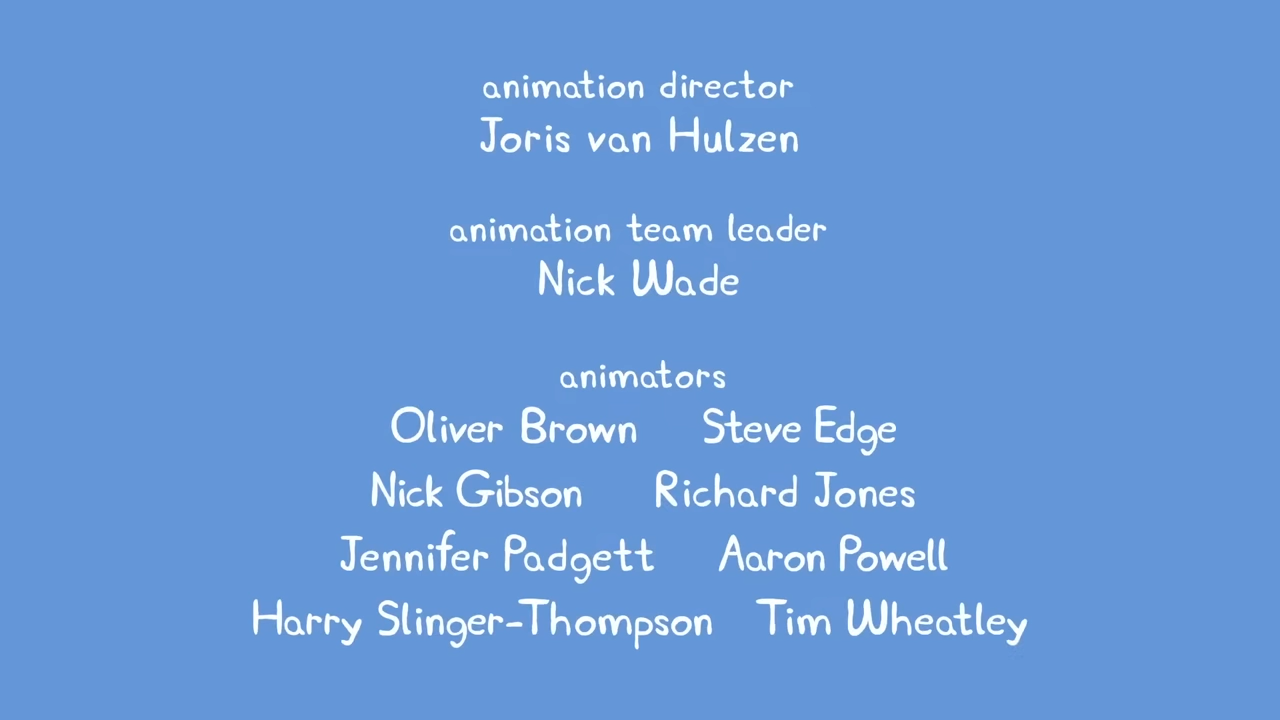 animation director
Joris van Hulzen
animation team leader
Nick Wade
animators
Oliver Brown Steve Edge
Nick Gibson Richard Jones
Jennifer Padgett Aaron Powell
Harry Slinger-Thompson Tim Wheatley